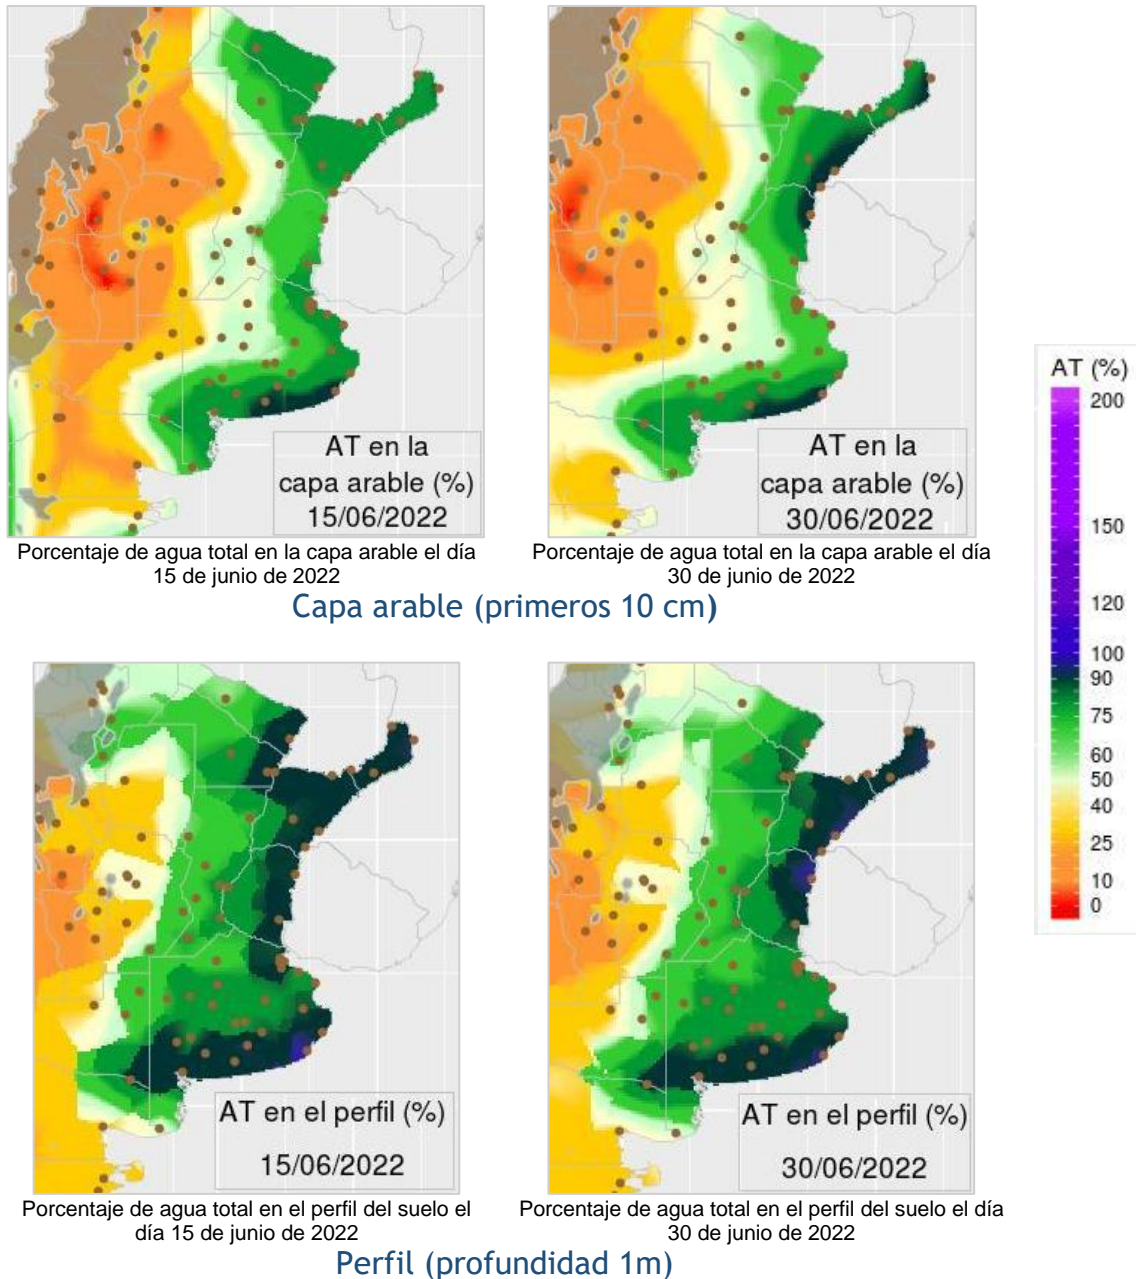 AT en la
capa arable (%)
15/06/2022
AT en la
capa arable (%)
30/06/2022
Porcentaje de agua total en la capa arable el día
15 de junio de 2022
Porcentaje de agua total en la capa arable el día
30 de junio de 2022
Capa arable (primeros 10 cm)
AT (%)
200
150
120
100
90
75
60
50
40
25
10
0
AT en el perfil (%)
15/06/2022
AT en el perfil (%)
30/06/2022
Porcentaje de agua total en el perfil del suelo el
día 15 de junio de 2022
Porcentaje de agua total en el perfil del suelo el día
30 de junio de 2022
Perfil (profundidad 1m)